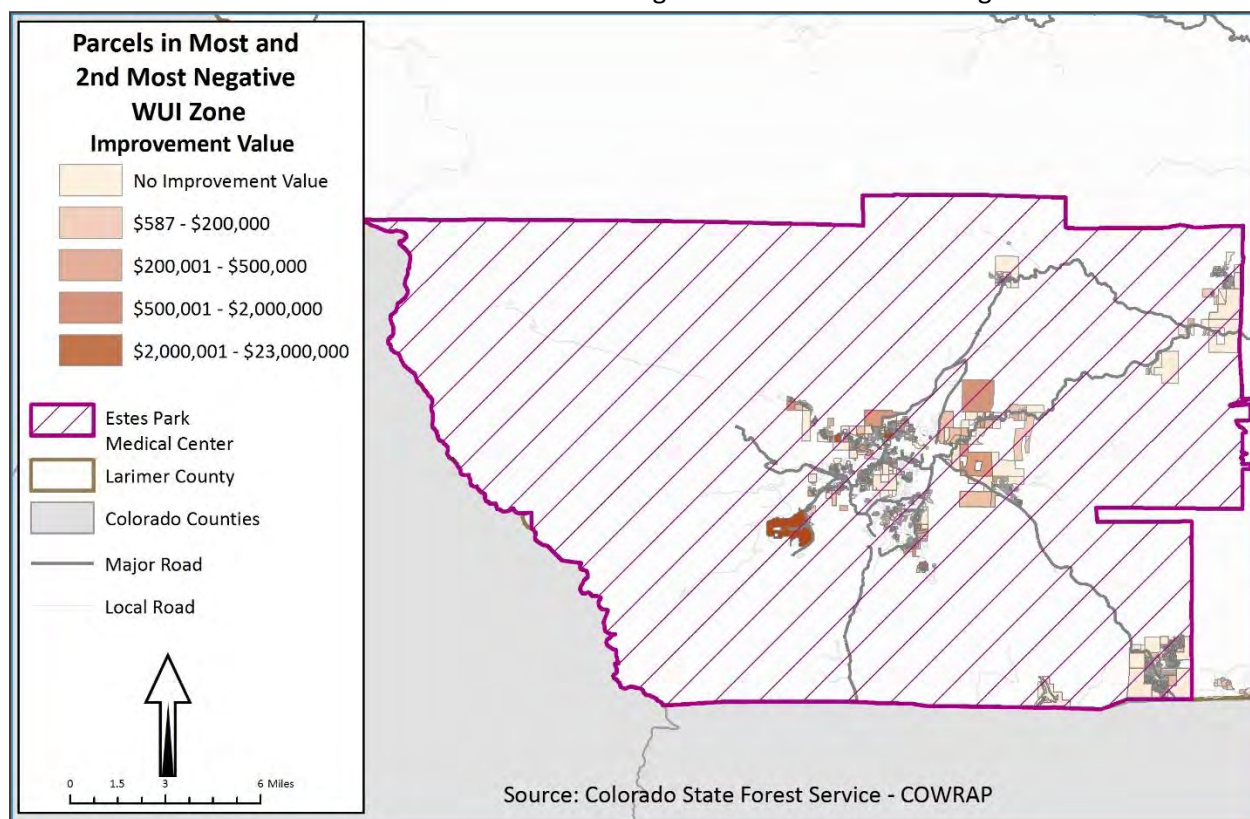 Parcels in Most and
2nd Most Negative
WUI Zone
Improvement Value
No Improvement Value
$587 - $200,000
$200,001 - $500,000
$500,001 - $2,000,000
$2,000,001 - $23,000,000
Estes Park
Medical Center
Larimer County
Colorado Counties
Major Road
Local Road
0 1.5 3 6 Miles
Source: Colorado State Forest Service - COWRAP